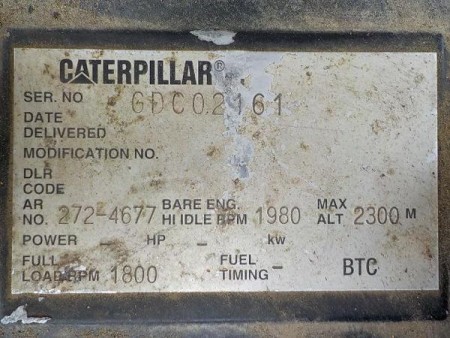 CATERPILLAR®
SER. NO GDC02161
DATE
DELIVERED
MODIFICATION NO.
DLR
CODE
AR BARE ENG. MAX
NO. 272-4677 HI IDLE RPM 1980 ALT 2300 M
POWER - HP - kw
FULL FUEL
LOAD RPM 1800 TIMING - BTC